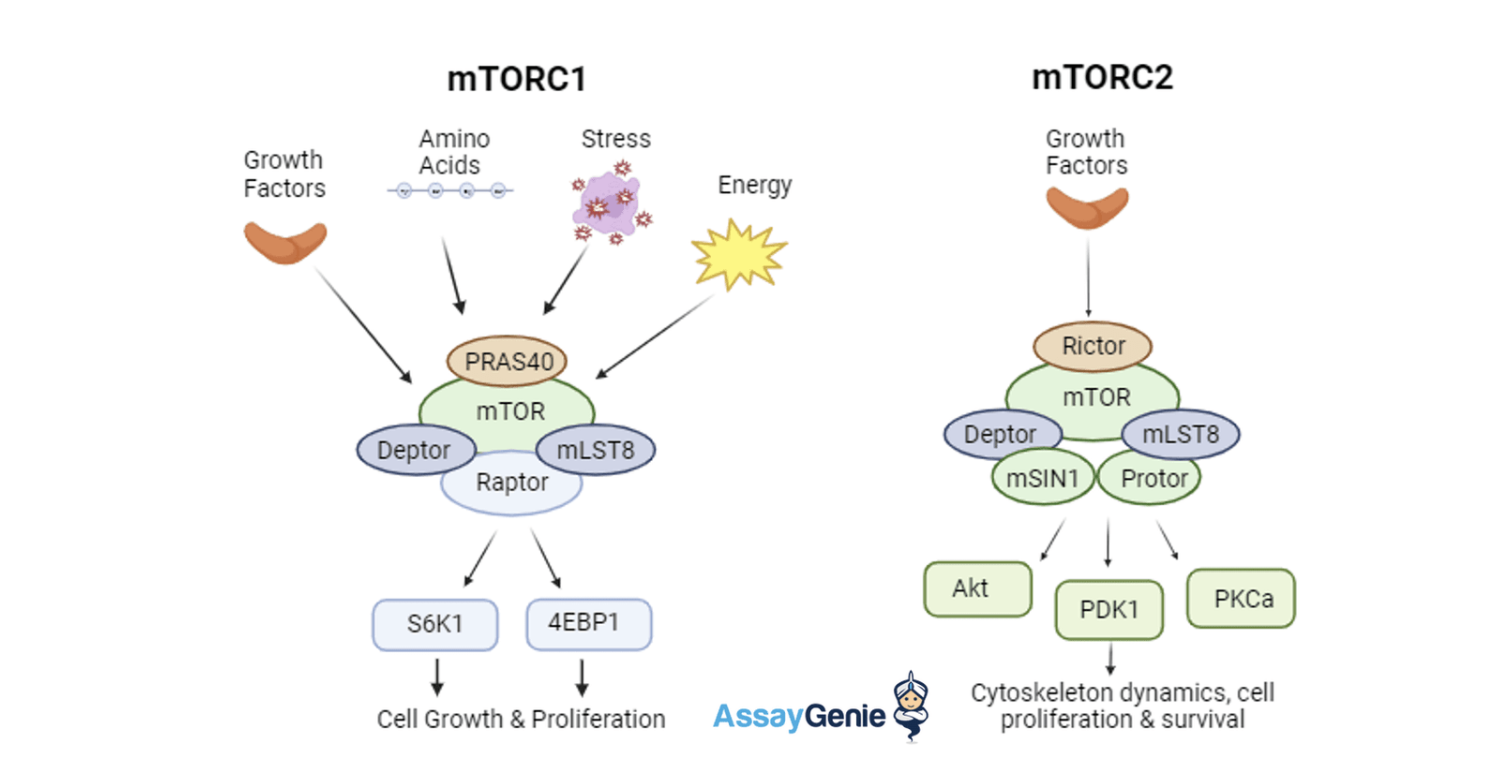 mTORC1
Growth
Factors
Amino
Acids
Stress
Energy
PRAS40
mTOR
Deptor
mLST8
Raptor
S6K1
4EBP1
Cell Growth & Proliferation
mTORC2
Growth
Factors
Rictor
mTOR
Deptor
mLST8
mSIN1
Protor
Akt
PDK1
PKCa
Cytoskeleton dynamics, cell
proliferation & survival
AssayGenie